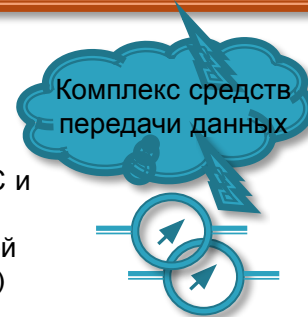 Комплекс средств
передачи данных
С и
й
)